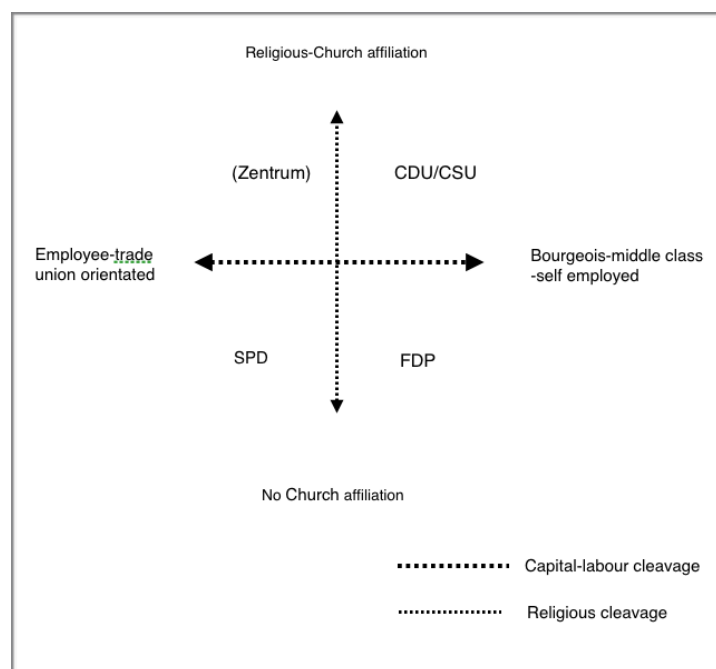 Religious-Church affiliation
(Zentrum)
CDU/CSU
Employee-trade
union orientated
Bourgeois-middle class
-self employed
SPD
FDP
No Church affiliation
Capital-labour cleavage
Religious cleavage